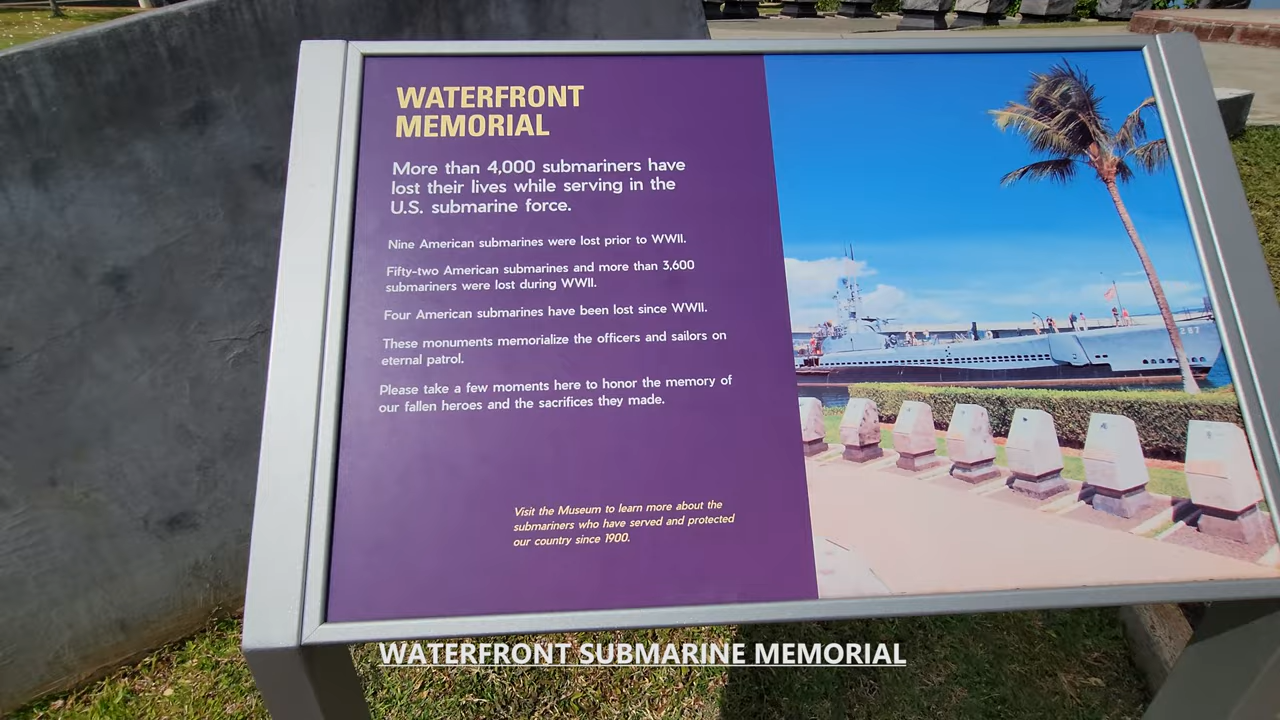 WATERFRONT
MEMORIAL
More than 4,000 submariners have
lost their lives while serving in the
U.S. submarine force.
Nine American submarines were lost prior to WWII.
Fifty-two American submarines and more than 3,600
submariners were lost during WWII.
Four American submarines have been lost since WWII.
These monuments memorialize the officers and sailors on
eternal patrol.
Please take a few moments here to honor the memory of
our fallen heroes and the sacrifices they made.
Visit the Museum to learn more about the
submariners who have served and protected
our country since 1900.
287
WATERFRONT SUBMARINE MEMORIAL